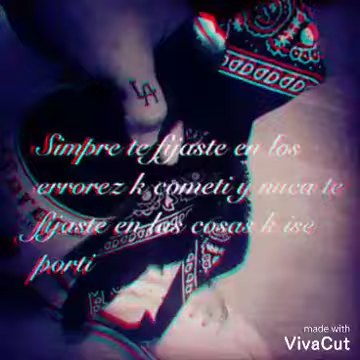 LA
Simpre te fijaste en los
errorez k cometi y nuca te
fijaste en las cosas k ise
porti
made with
VivaCut